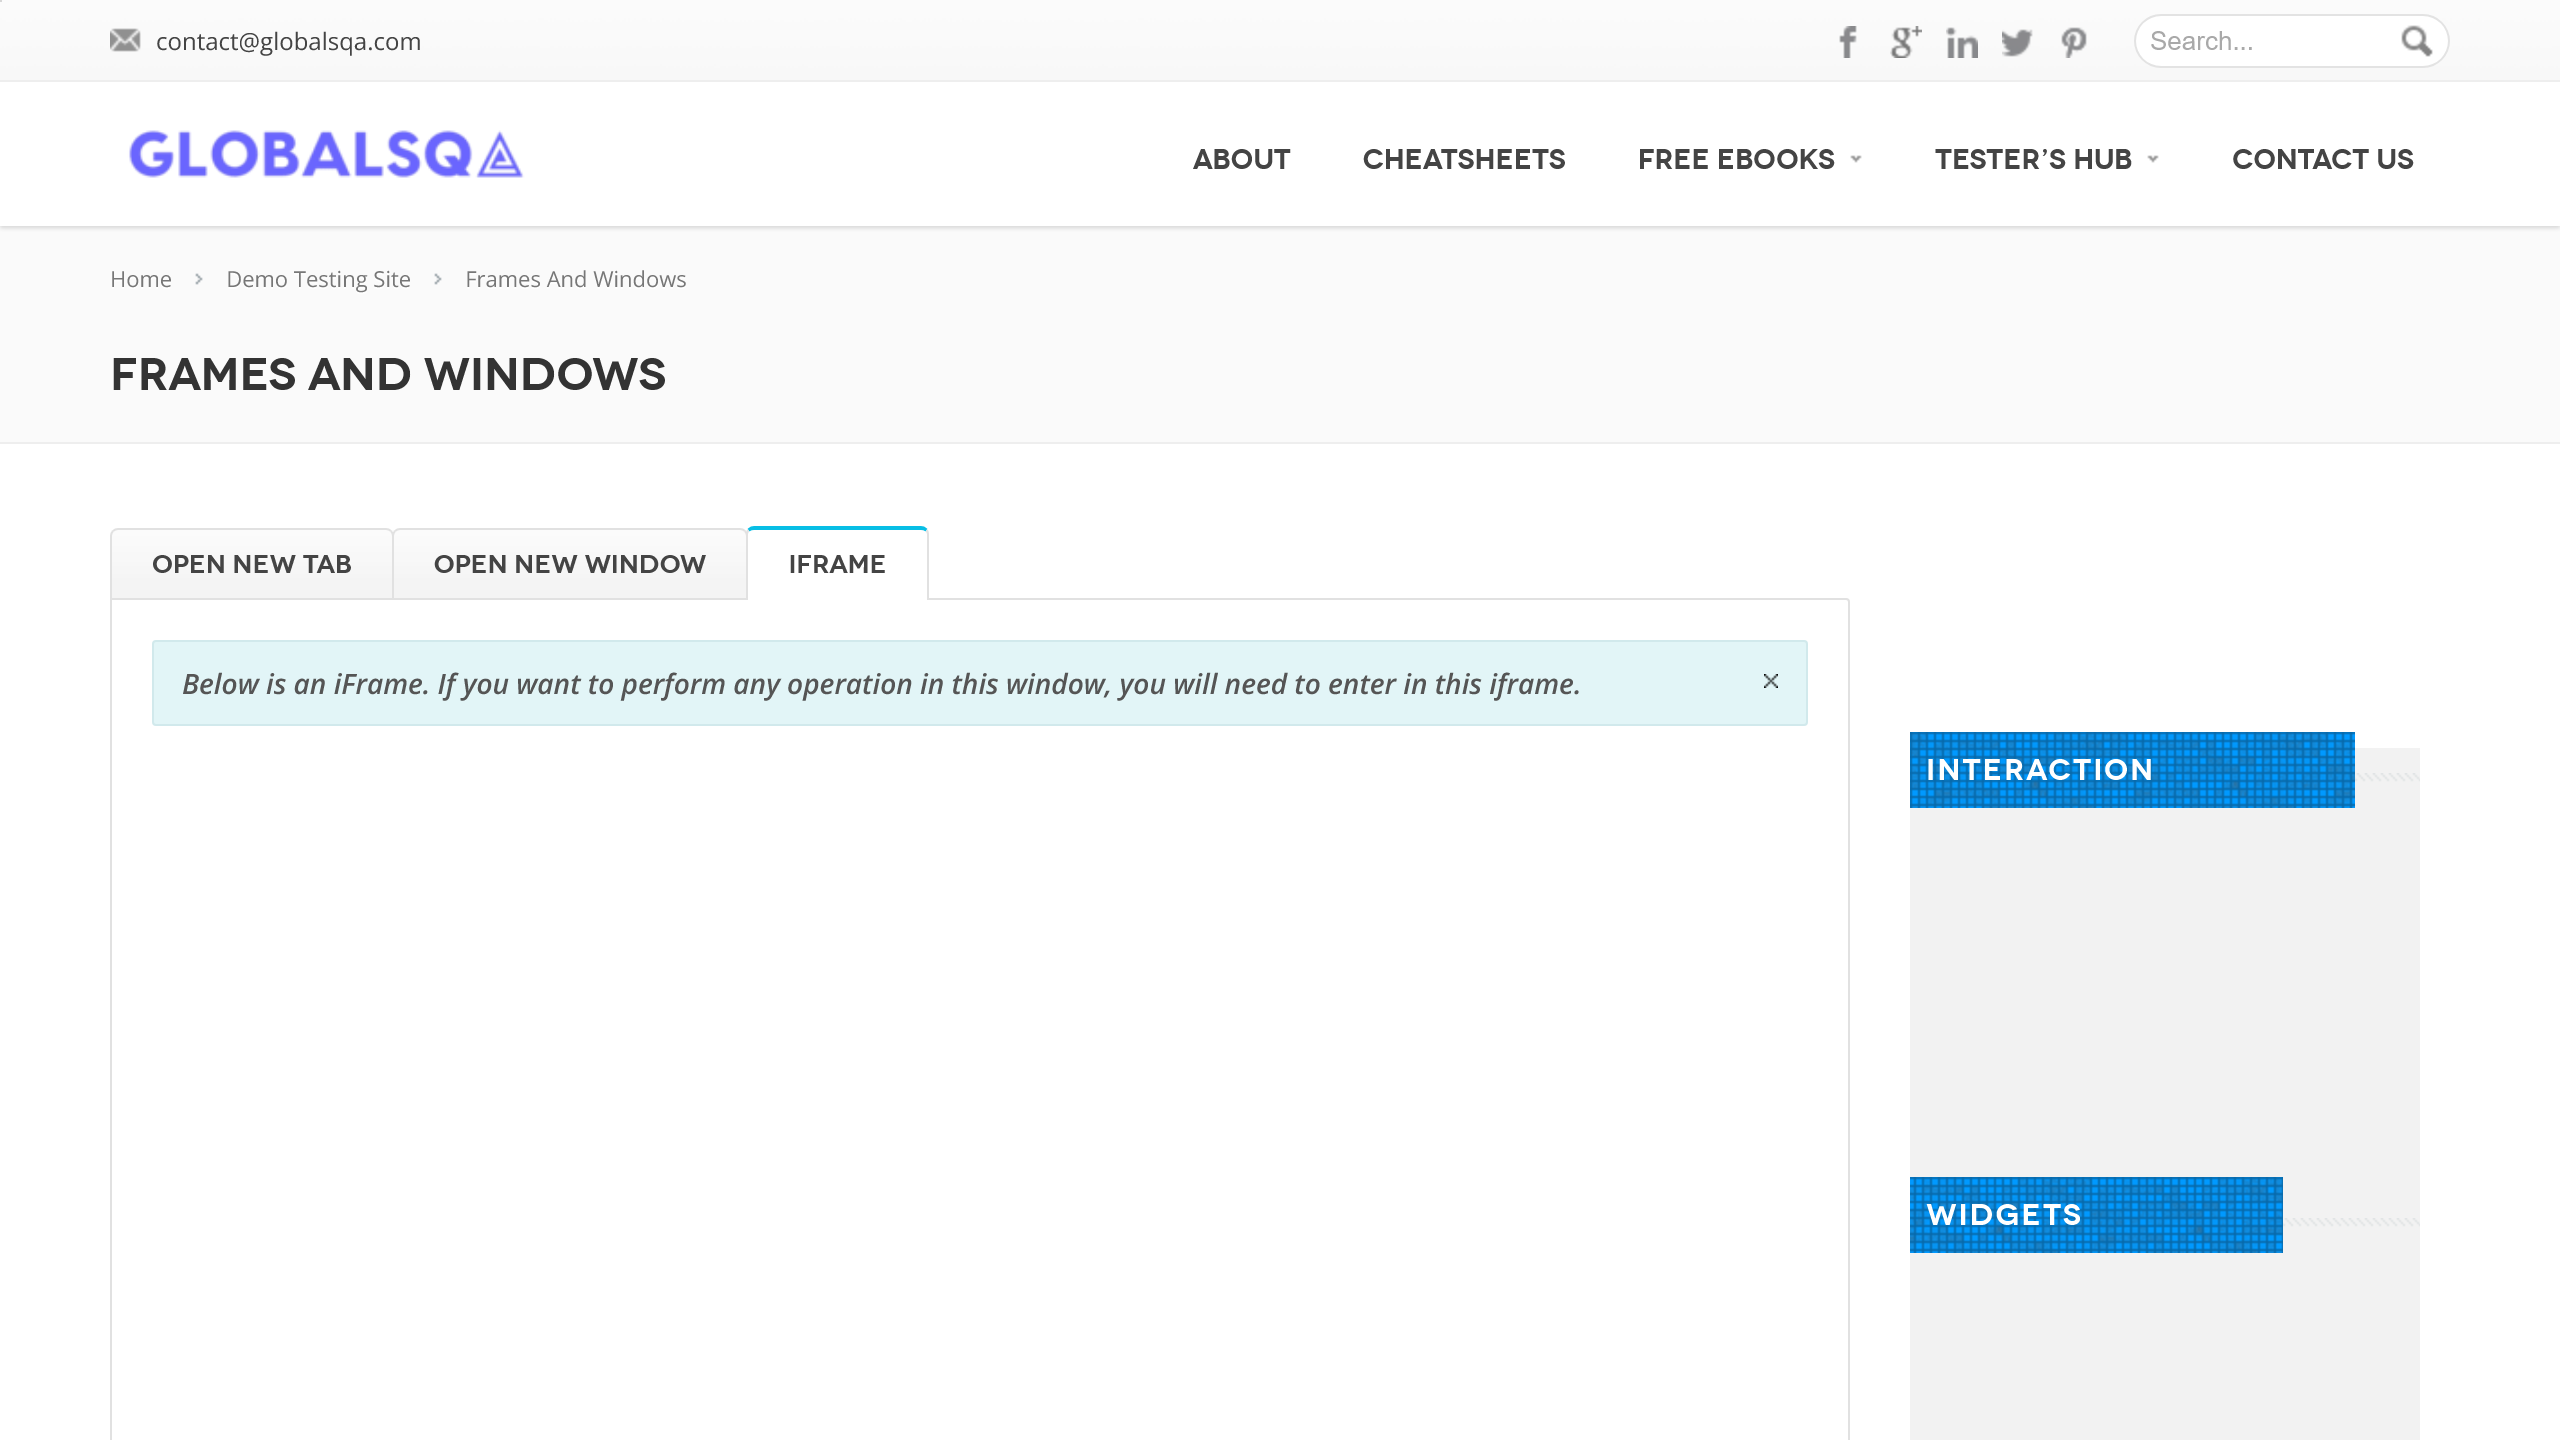 contact@globalsqa.com
Search...
GLOBALSQA
ABOUT
CHEATSHEETS
FREE EBOOKS
TESTER’S HUB
CONTACT US
Home
Demo Testing Site
Frames And Windows
FRAMES AND WINDOWS
OPEN NEW TAB
OPEN NEW WINDOW
IFRAME
Below is an iFrame. If you want to perform any operation in this window, you will need to enter in this iframe.
INTERACTION
WIDGETS